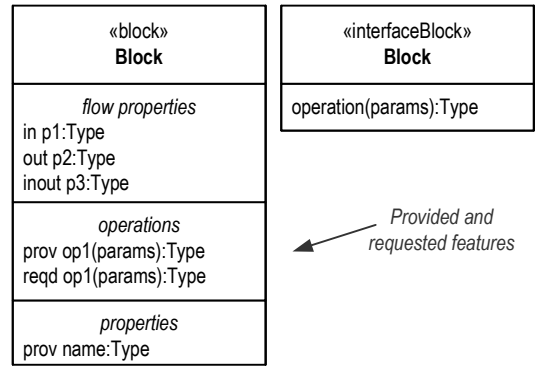 «block»
Block
flow properties
in p1:Type
out p2:Type
inout p3:Type
operations
prov op1(params):Type
reqd op1(params):Type
properties
prov name:Type
«interfaceBlock»
Block
operation(params):Type
Provided and
requested features